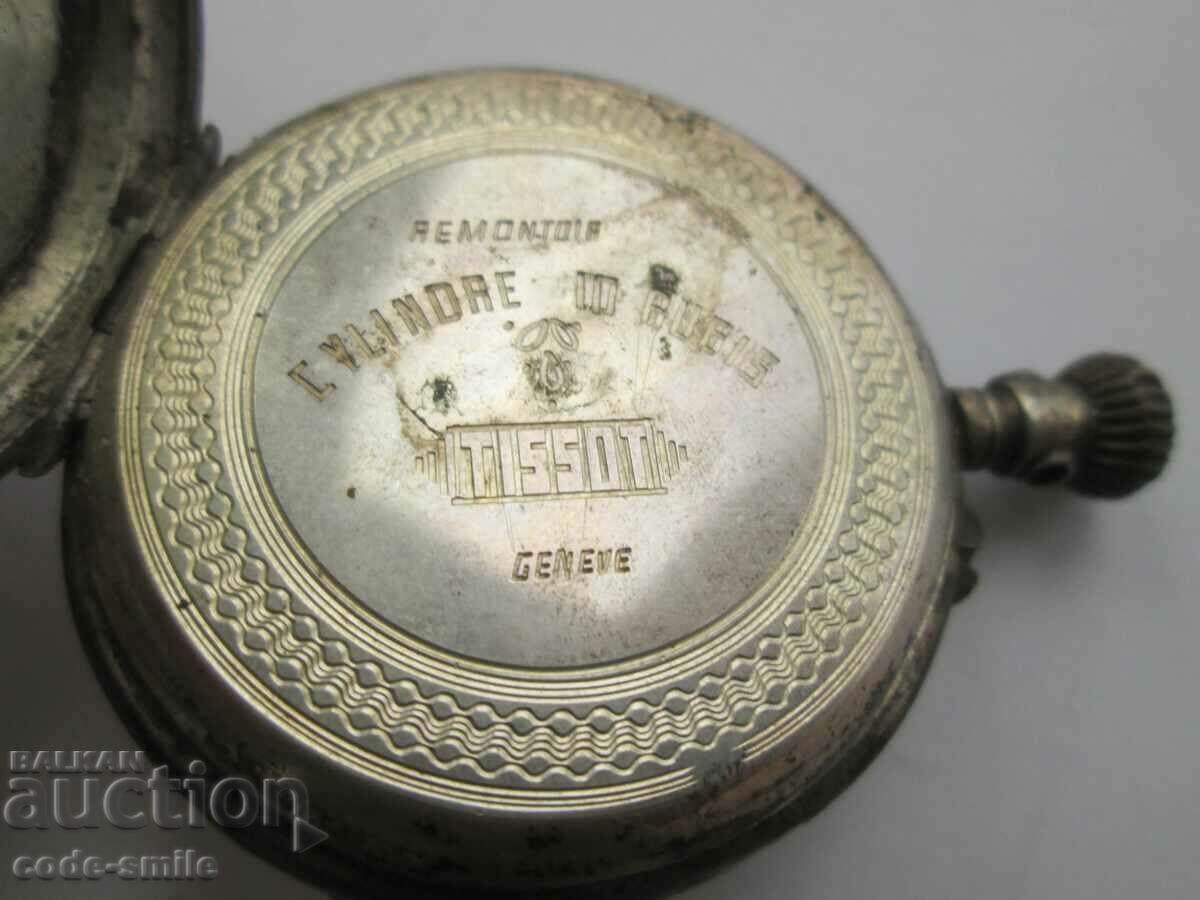 REMONTOIR
CYLINDRE 10 RUBIS
TISSOT
GENEVE
BALKAN
auction
code-smile